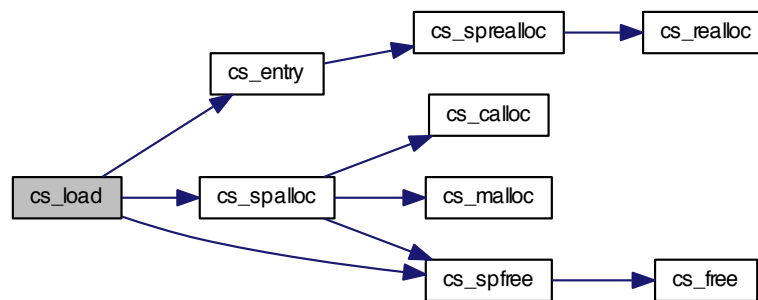 cs_sprealloc
cs_realloc
cs_entry
cs_calloc
cs_load
cs_spalloc
cs_malloc
cs_spfree
cs_free